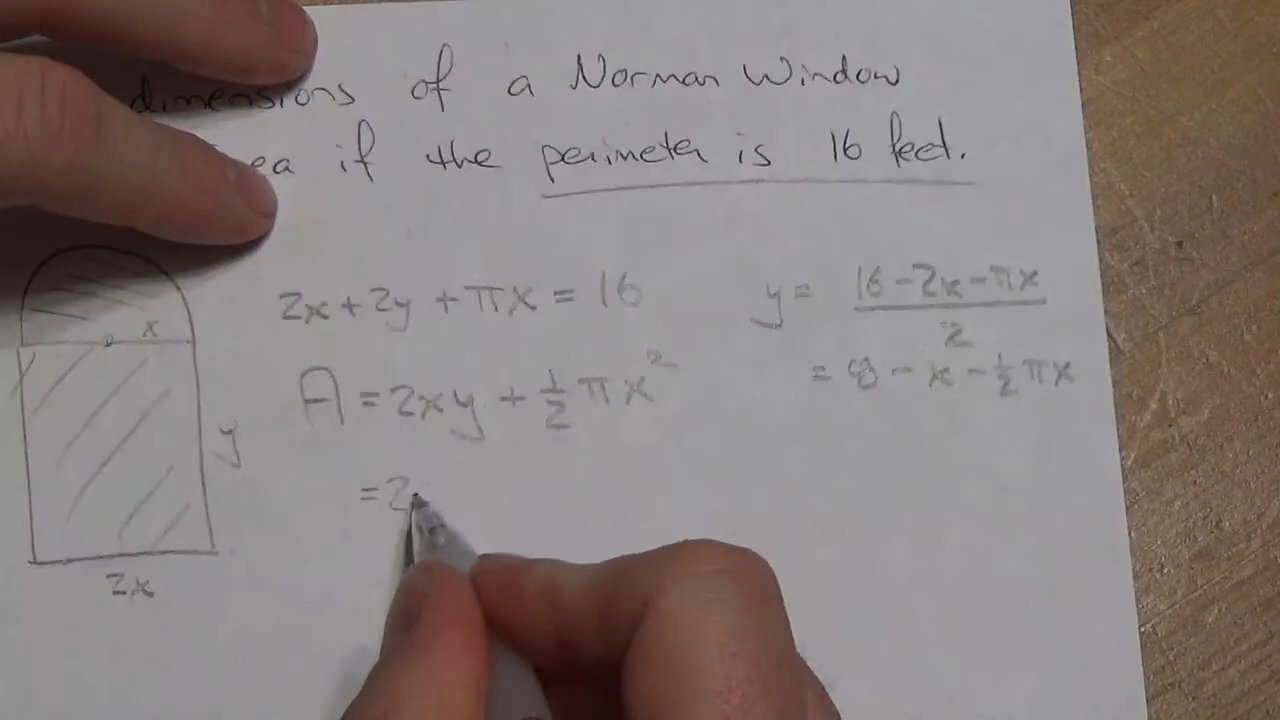 dimensions of a Norman Window
ea if the perimeter is 16 feet.
2x+2y+πx=16
y= (16-2x-πx)/2
= 8-x-½πx
A=2xy+½πx²
=2
x
y
2x